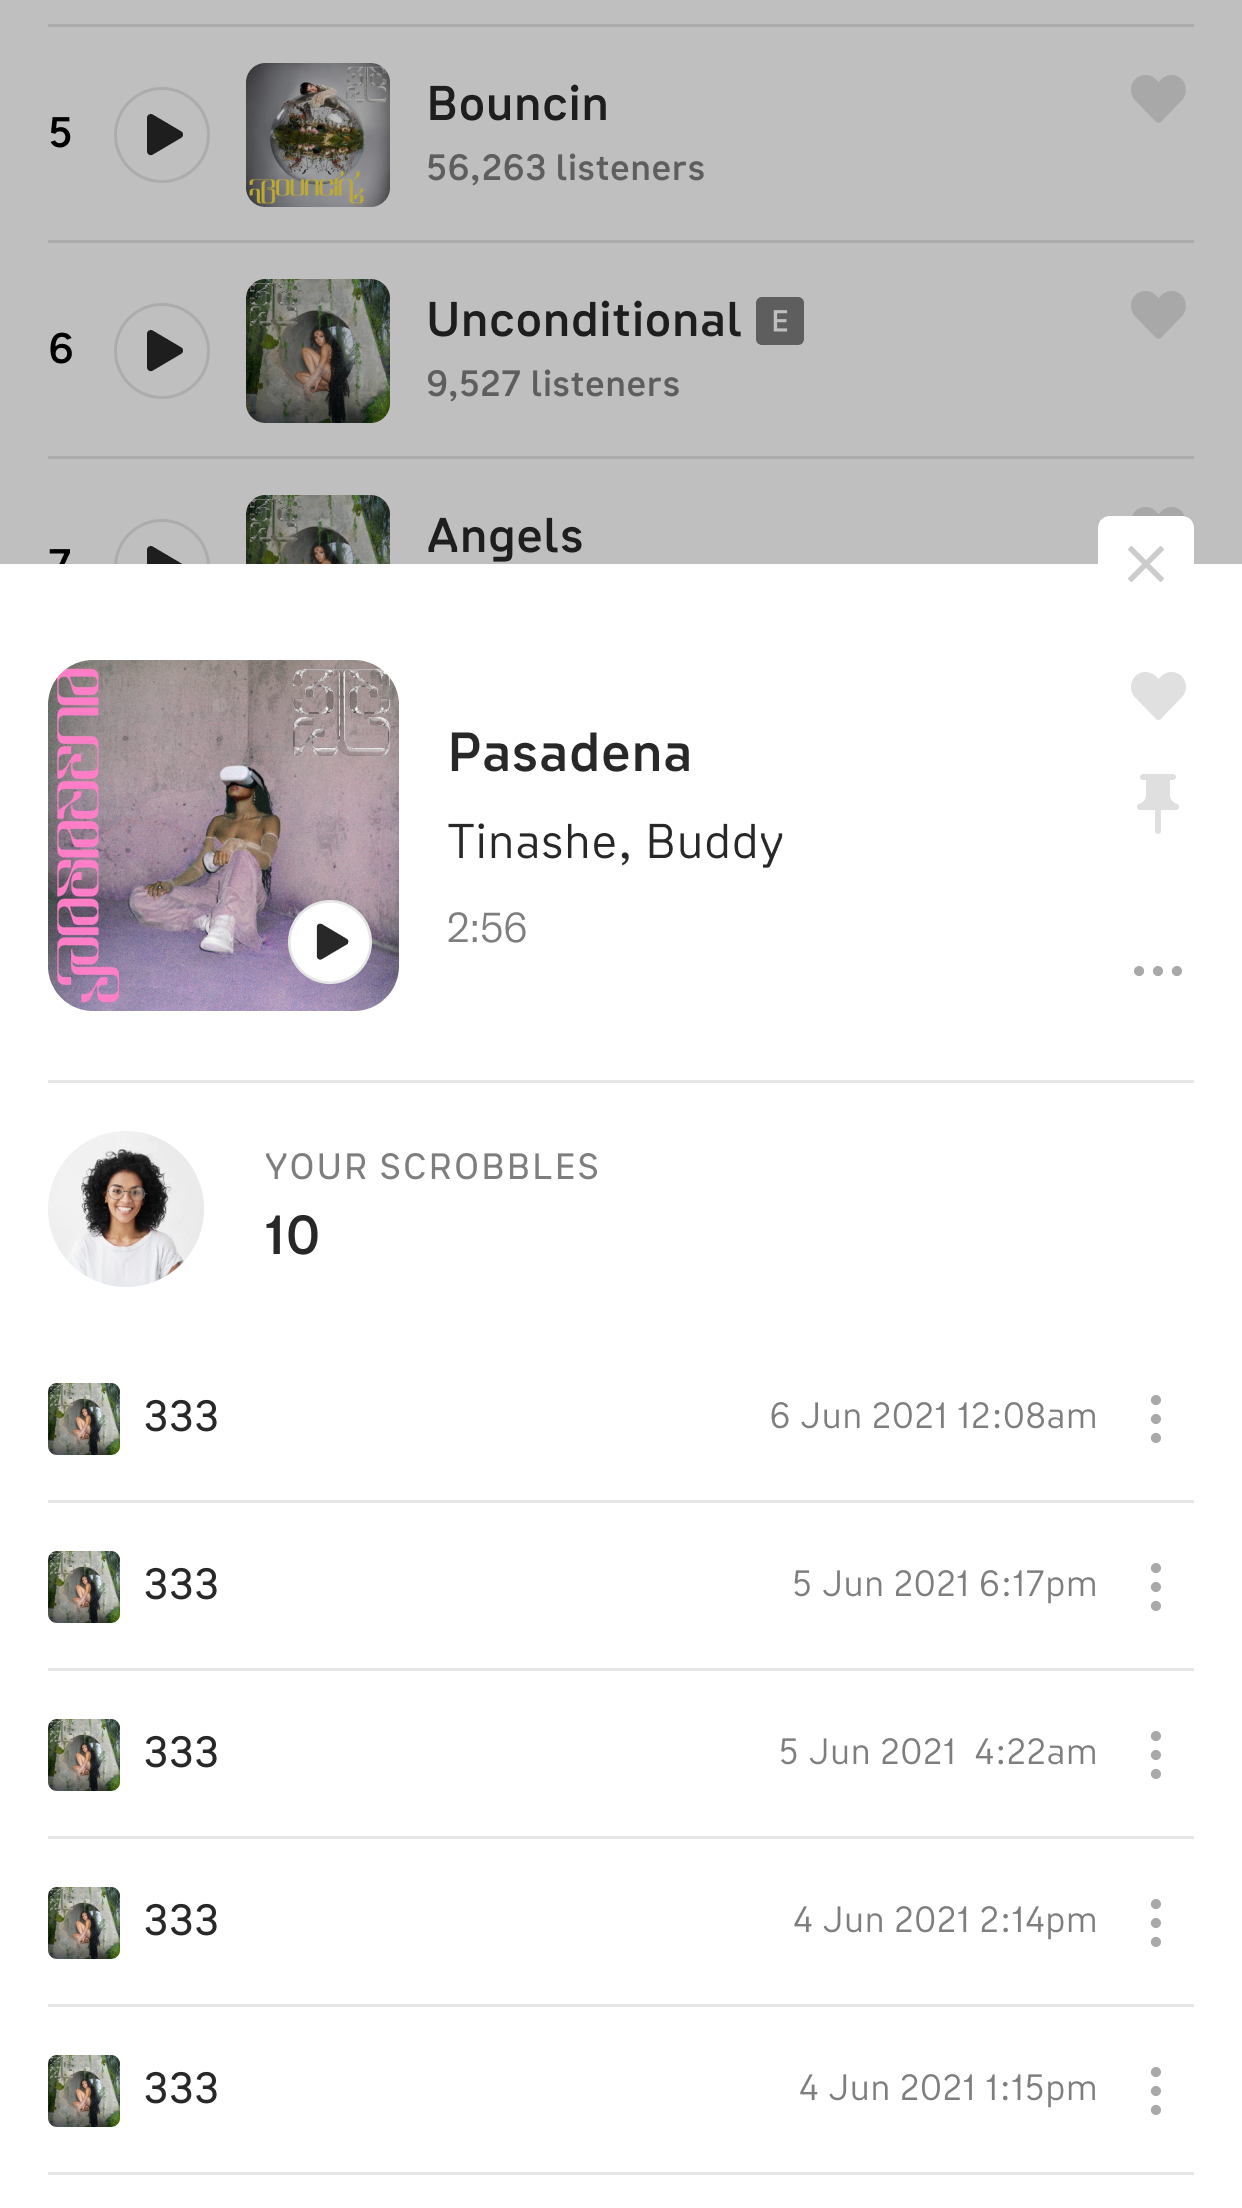 5
Bouncin
56,263 listeners
Bouncin'
6
Unconditional E
9,527 listeners
7
Angels
Pasadena
Pasadena
Tinashe, Buddy
2:56
YOUR SCROBBLES
10
333 6 Jun 2021 12:08am
333 5 Jun 2021 6:17pm
333 5 Jun 2021 4:22am
333 4 Jun 2021 2:14pm
333 4 Jun 2021 1:15pm